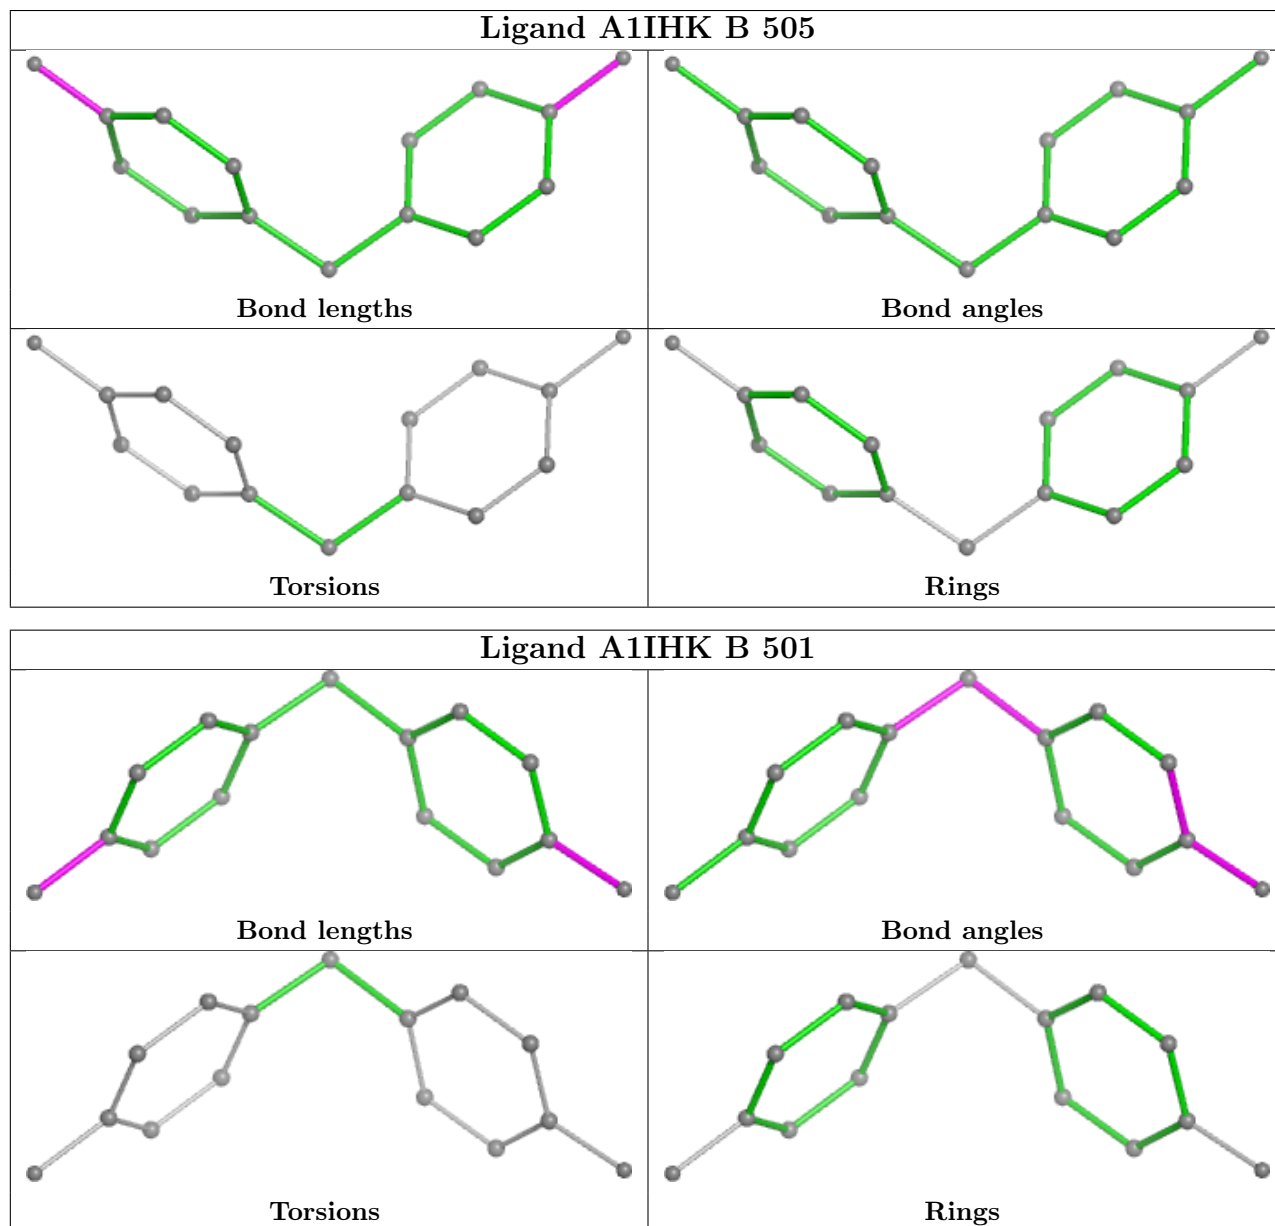 Ligand A1IHK B 505
Bond lengths
Bond angles
Torsions
Rings
Ligand A1IHK B 501
Bond lengths
Bond angles
Torsions
Rings